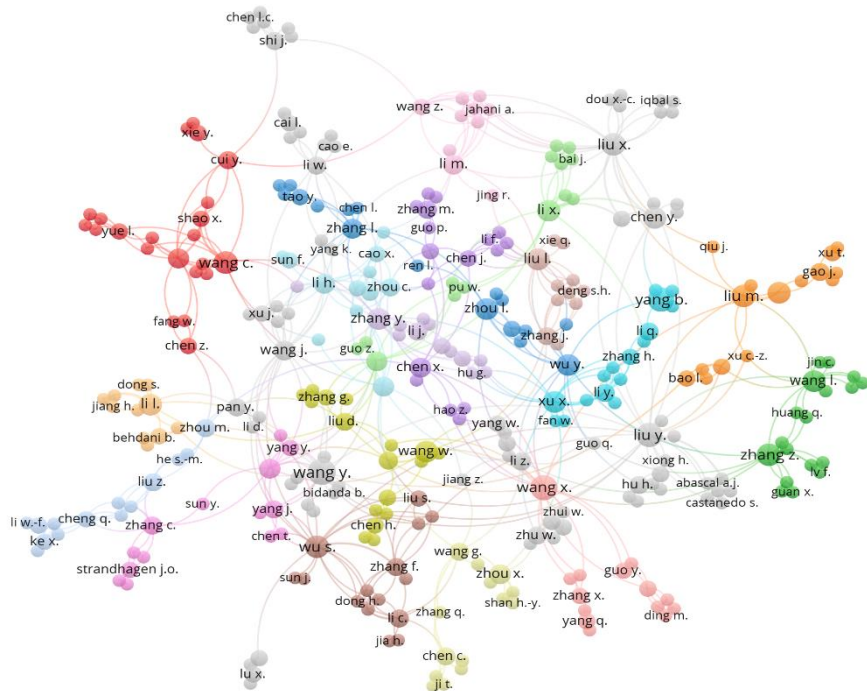 chen l.c.
shi j.
wang z.
jahani a.
dou x.-c.
iqbal s.
xie y.
cai l.
cao e.
liu x.
cui y.
li w.
li m.
bai j.
tao y.
chen l.
zhang m.
jing r.
yue l.
shao x.
zhang l.
guo p.
li x.
chen y.
wang c.
yang k.
cao x.
li f.
xie q.
qiu j.
xu t.
sun f.
ren l.
chen j.
liu l.
gao j.
li h.
zhou c.
pu w.
deng s.h.
yang b.
liu m.
fang w.
xu j.
zhang y.
li j.
zhou l.
zhang j.
li q.
chen z.
wang j.
guo z.
zhang h.
xu c.-z.
jin c.
chen x.
hu g.
wu y.
bao l.
wang l.
dong s.
zhang g.
li y.
jiang h.
li l.
pan y.
xu x.
huang q.
zhou m.
li d.
liu d.
hao z.
yang w.
fan w.
behdani b.
yang y.
wang w.
guo q.
liu y.
zhang z.
he s.-m.
li z.
xiong h.
lv f.
liu z.
wang y.
jiang z.
hu h.
abascal a.j.
guan x.
bidanda b.
wang x.
castanedo s.
sun y.
yang j.
liu s.
zhui w.
li w.-f.
cheng q.
zhang c.
chen h.
zhu w.
ke x.
chen t.
wu s.
wang g.
guo y.
strandhagen j.o.
zhang f.
zhou x.
sun j.
zhang x.
dong h.
shan h.-y.
ding m.
li c.
zhang q.
yang q.
jia h.
chen c.
lu x.
ji t.